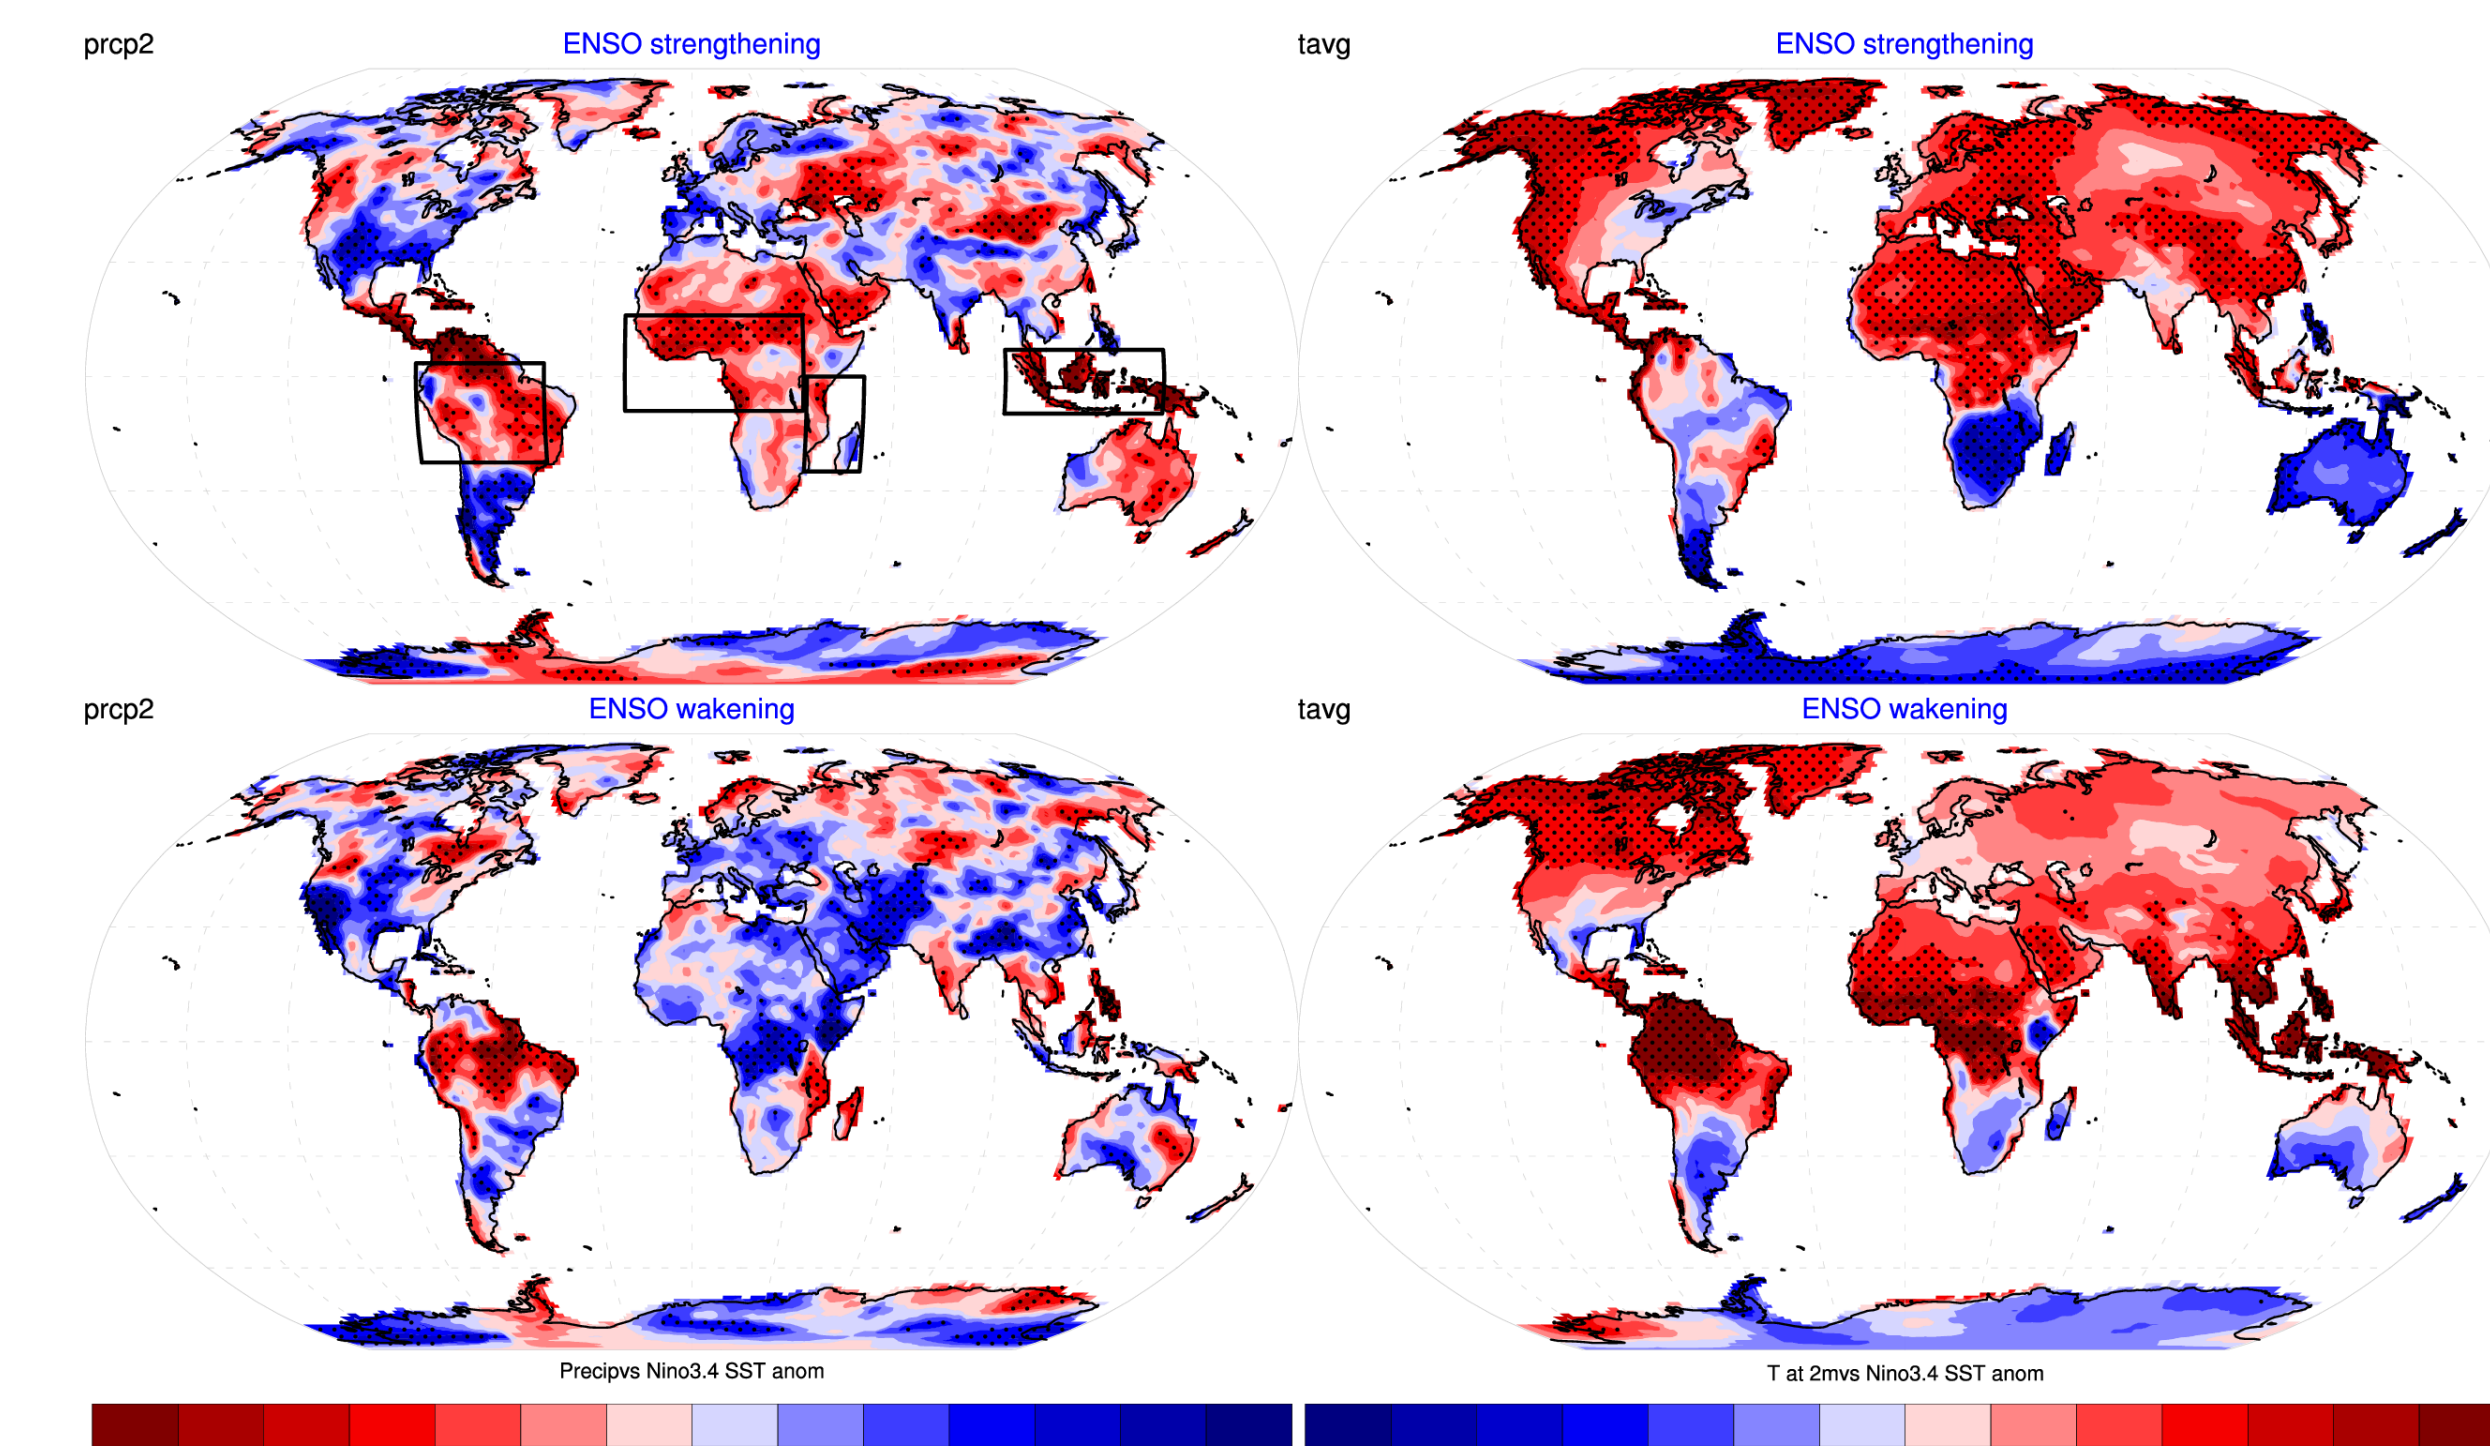 prcp2
ENSO strengthening
tavg
ENSO strengthening
prcp2
ENSO wakening
tavg
ENSO wakening
Precipvs Nino3.4 SST anom
T at 2mvs Nino3.4 SST anom